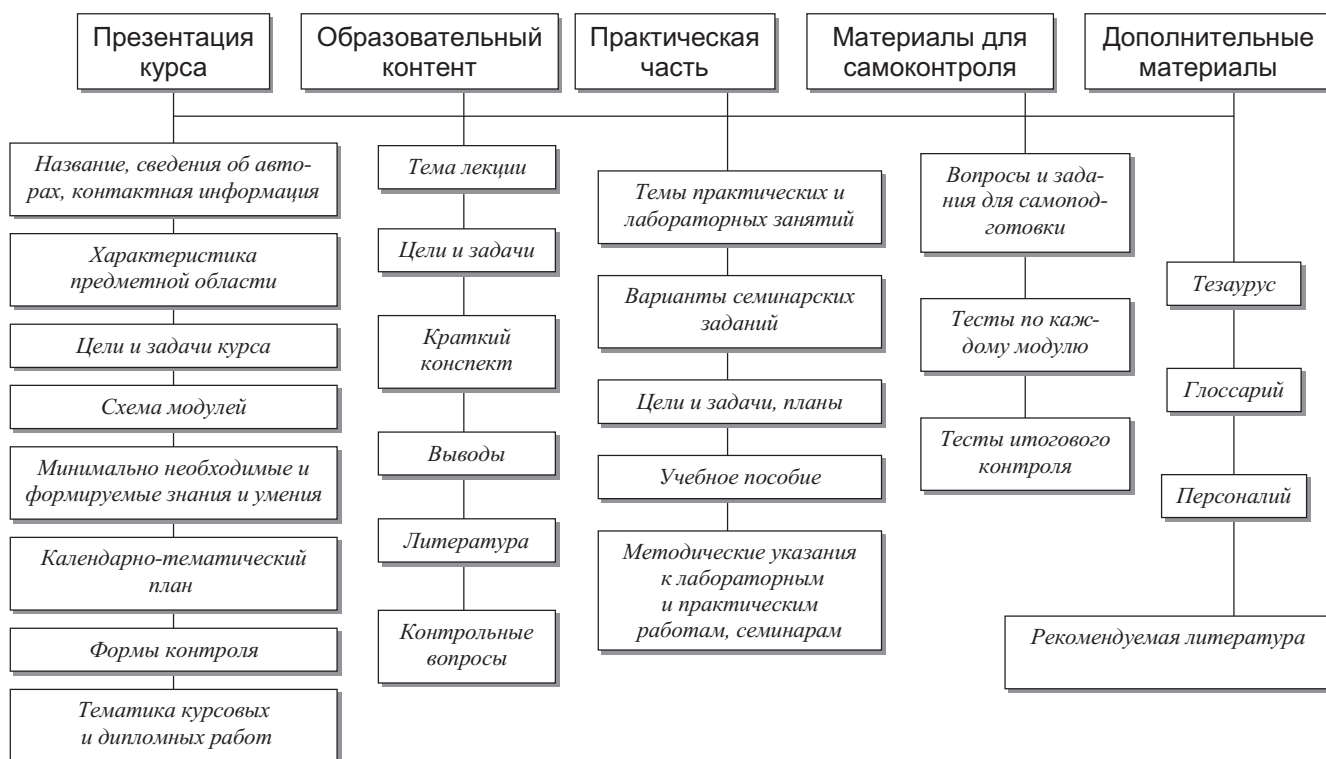 Презентация
курса
Образовательный
контент
Практическая
часть
Материалы для
самоконтроля
Дополнительные
материалы
Название, сведения об авто-
рах, контактная информация
Характеристика
предметной области
Цели и задачи курса
Схема модулей
Минимально необходимые и
формируемые знания и умения
Календарно-тематический
план
Формы контроля
Тематика курсовых
и дипломных работ
Тема лекции
Цели и задачи
Краткий
конспект
Выводы
Литература
Контрольные
вопросы
Темы практических и
лабораторных занятий
Варианты семинарских
заданий
Цели и задачи, планы
Учебное пособие
Методические указания
к лабораторным
и практическим
работам, семинарам
Вопросы и зада-
ния для самопод-
готовки
Тесты по каж-
дому модулю
Тесты итогового
контроля
Тезаурус
Глоссарий
Персоналий
Рекомендуемая литература